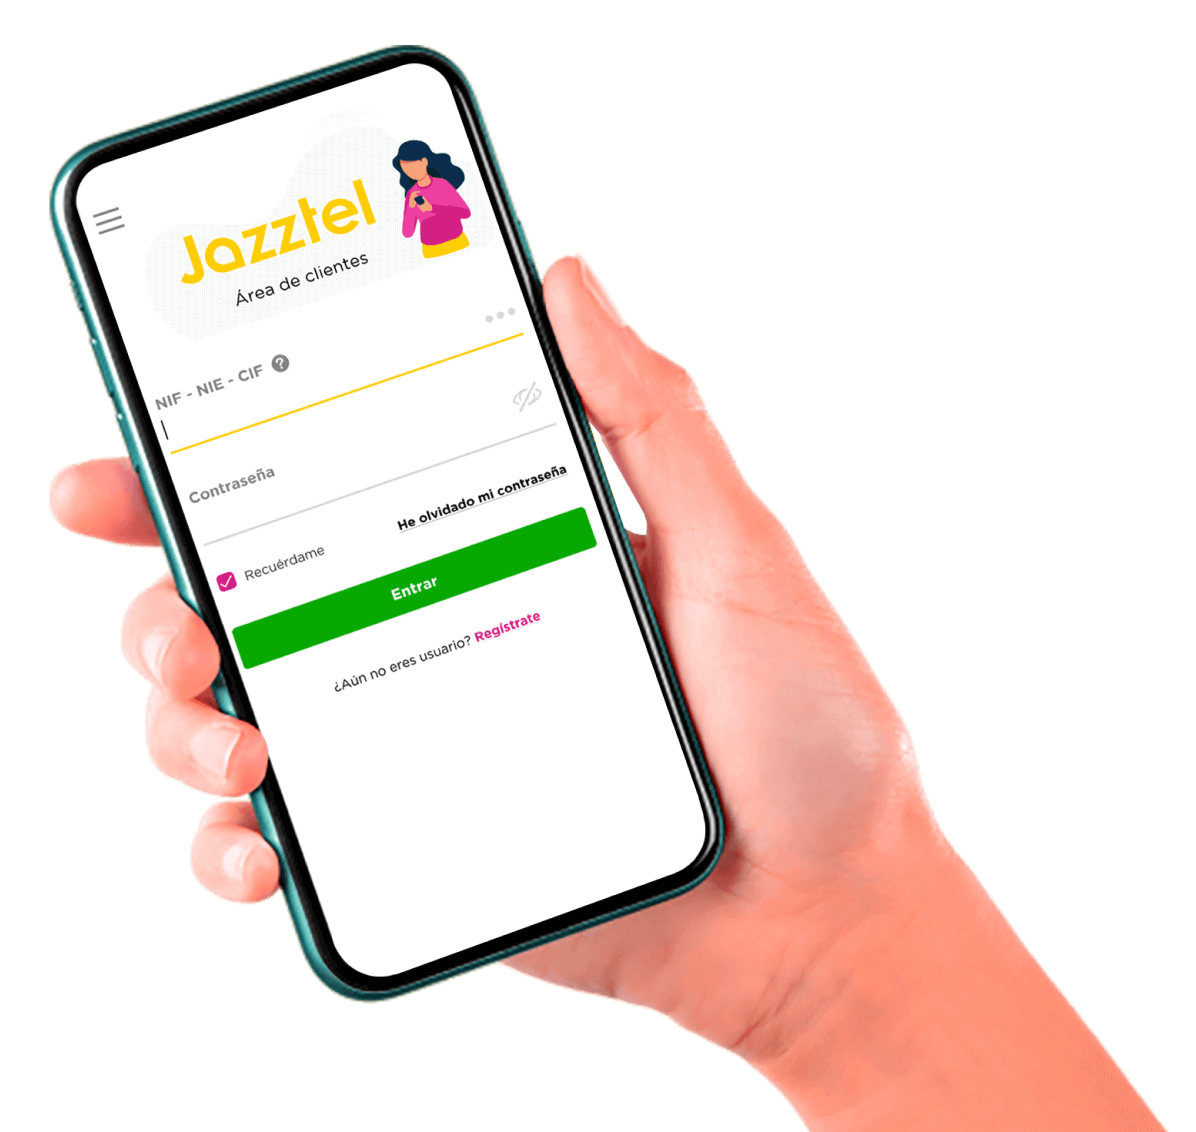 Jazztel
Área de clientes
NIF - NIE - CIF ?
Contraseña
He olvidado mi contraseña
Recuérdame
Entrar
¿Aún no eres usuario? Regístrate